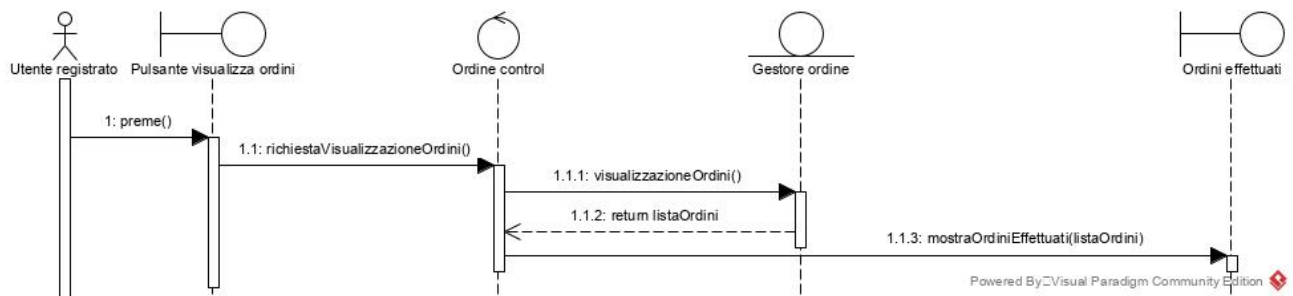 Utente registrato
Pulsante visualizza ordini
Ordine control
Gestore ordine
Ordini effettuati
1: preme()
1.1: richiestaVisualizzazioneOrdini()
1.1.1: visualizzazioneOrdini()
1.1.2: return listaOrdini
1.1.3: mostraOrdiniEffettuati(listaOrdini)
Powered By Visual Paradigm Community Edition